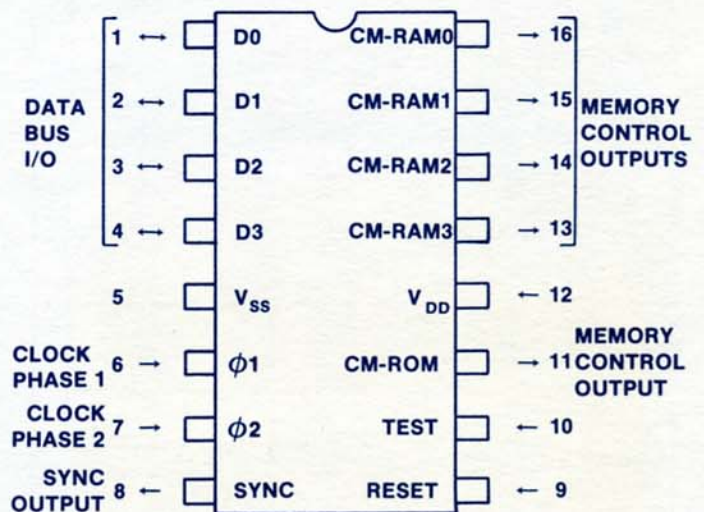 1 ↔ D0 CM-RAM0 → 16
DATA BUS I/O
2 ↔ D1 CM-RAM1 → 15
MEMORY CONTROL OUTPUTS
3 ↔ D2 CM-RAM2 → 14
4 ↔ D3 CM-RAM3 → 13
5 VSS VDD ← 12
CLOCK PHASE 1 6 → ϕ1 CM-ROM → 11 MEMORY CONTROL OUTPUT
CLOCK PHASE 2 7 → ϕ2 TEST ← 10
SYNC OUTPUT 8 ← SYNC RESET ← 9